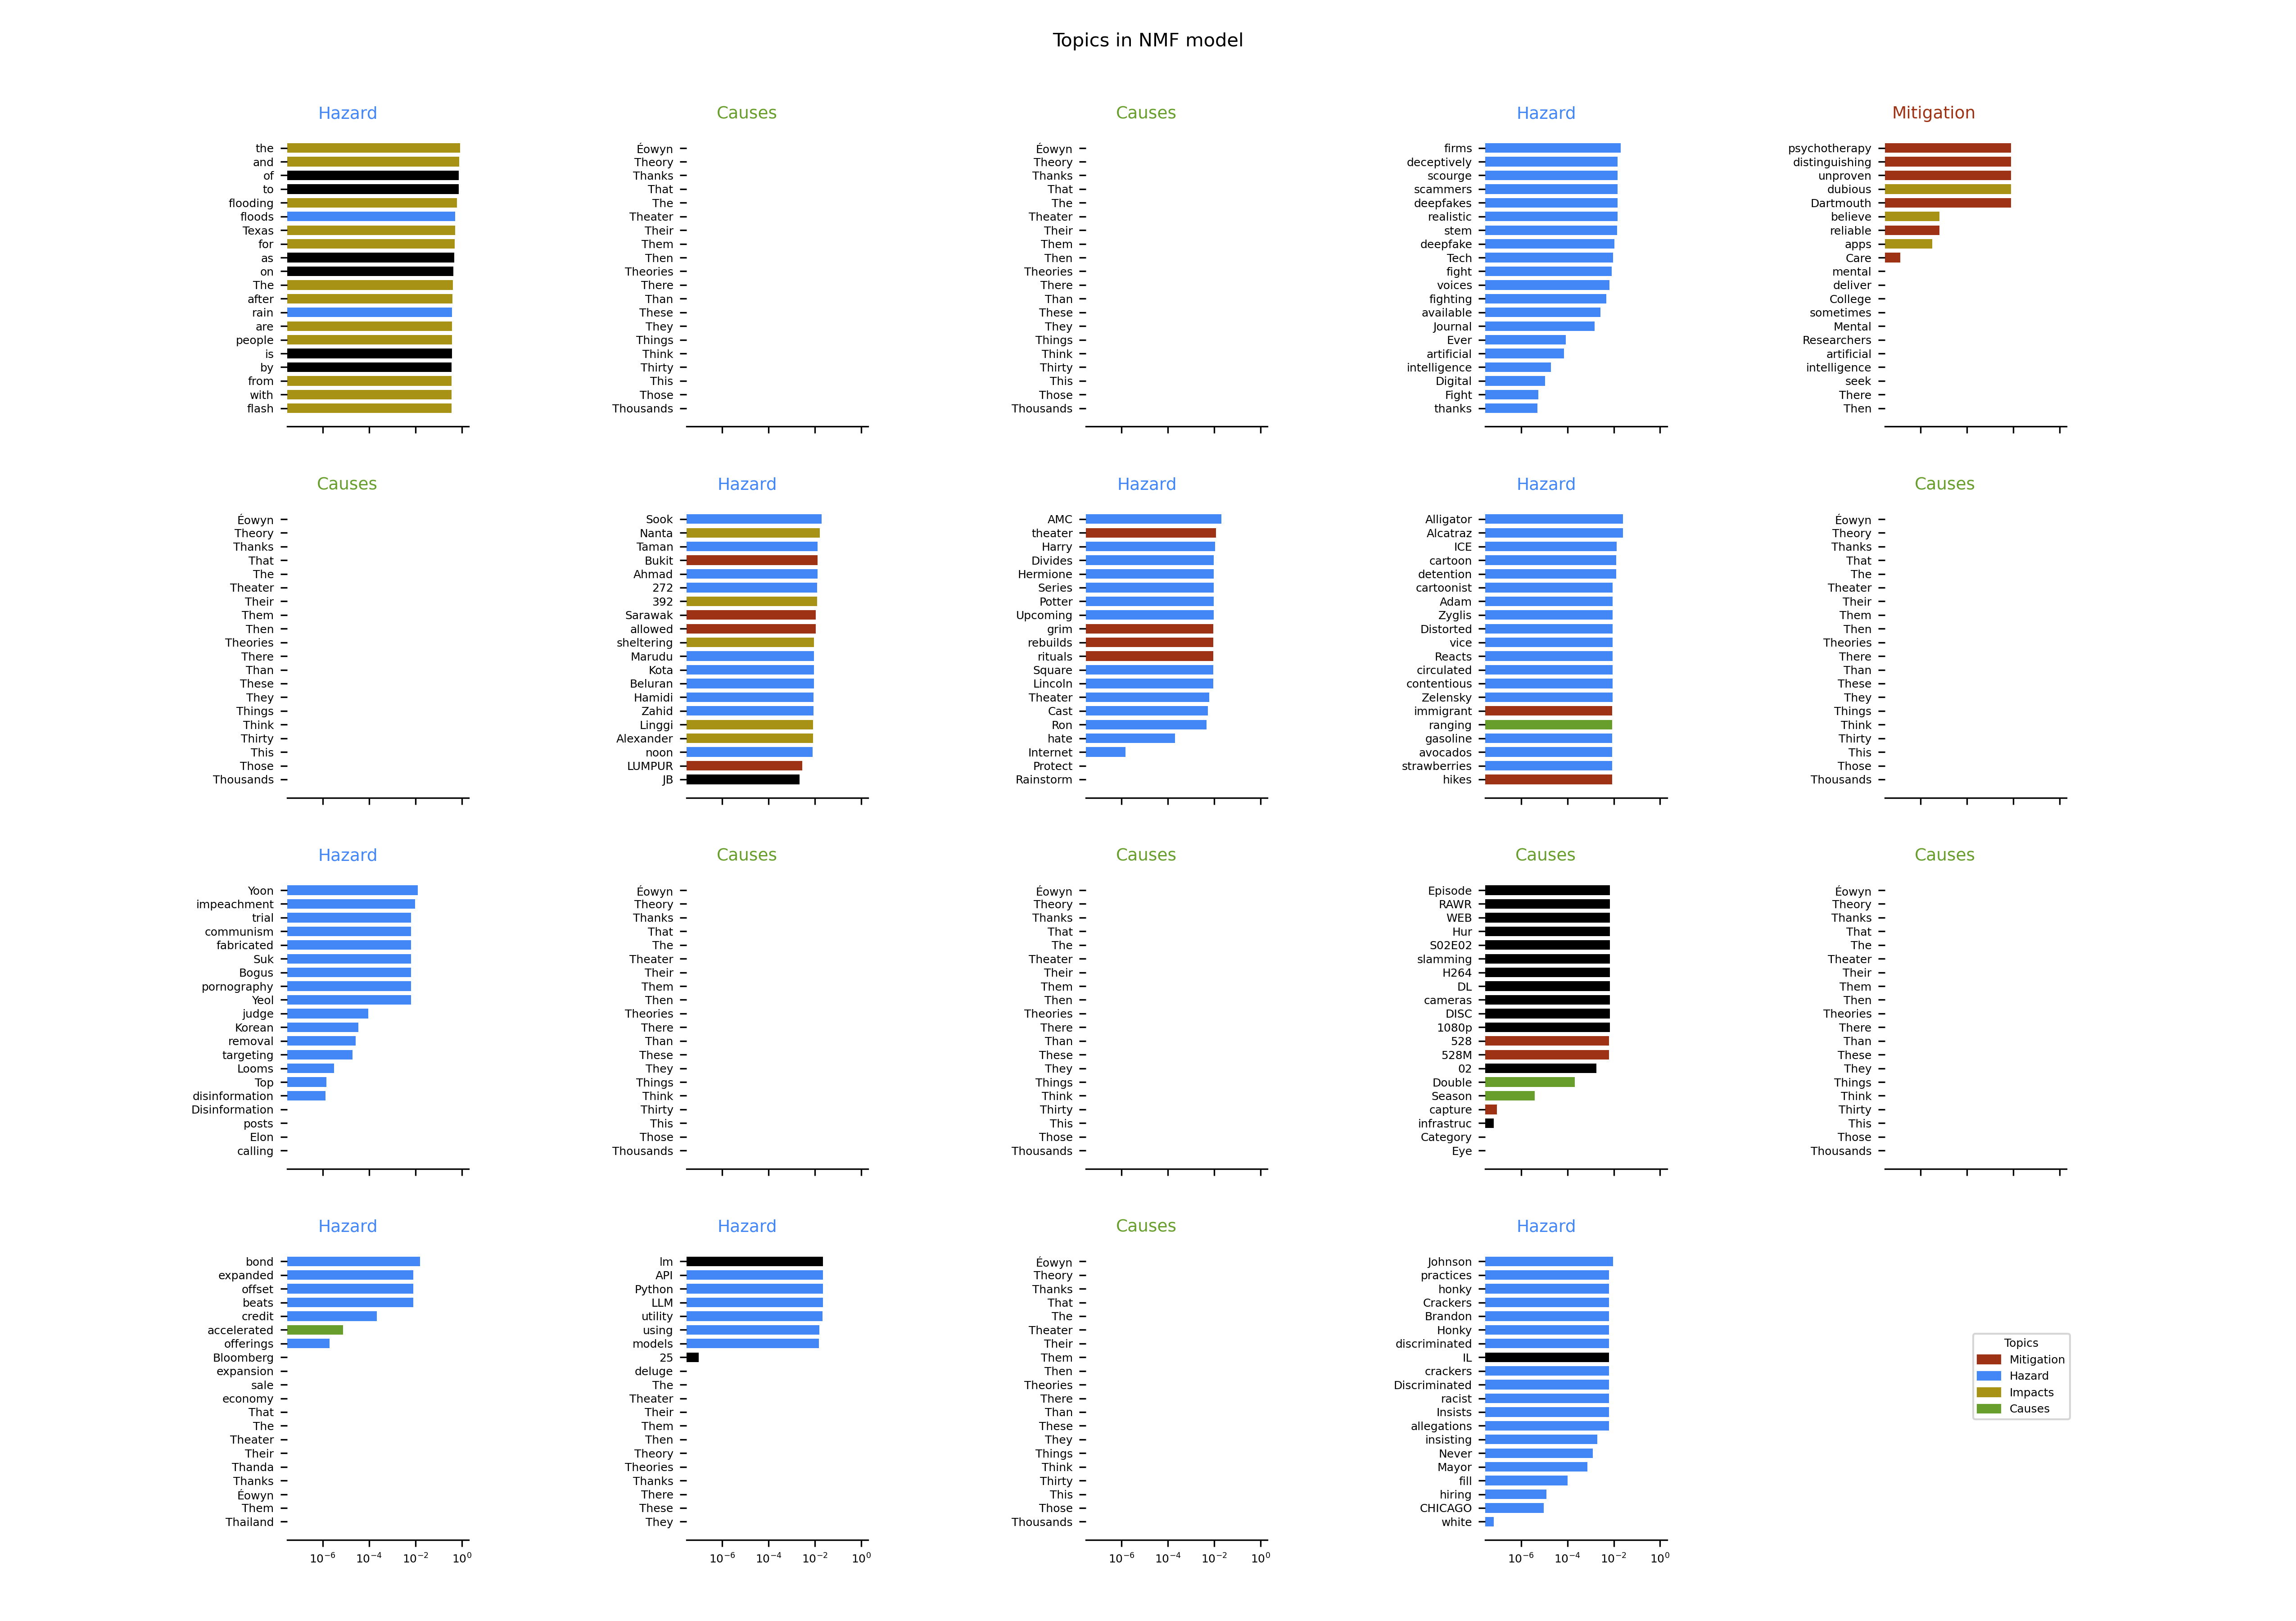 Topics in NMF model
Hazard
the
and
of
to
flooding
floods
Texas
for
as
on
The
after
rain
are
people
is
by
from
with
flash
Causes
Éowyn
Theory
Thanks
That
The
Theater
Their
Them
Then
Theories
There
Than
These
They
Things
Think
Thirty
This
Those
Thousands
Causes
Éowyn
Theory
Thanks
That
The
Theater
Their
Them
Then
Theories
There
Than
These
They
Things
Think
Thirty
This
Those
Thousands
Hazard
firms
deceptively
scourge
scammers
deepfakes
realistic
stem
deepfake
Tech
fight
voices
fighting
available
Journal
Ever
artificial
intelligence
Digital
Fight
thanks
Mitigation
psychotherapy
distinguishing
unproven
dubious
Dartmouth
believe
reliable
apps
Care
mental
deliver
College
sometimes
Mental
Researchers
artificial
intelligence
seek
There
Then
Causes
Éowyn
Theory
Thanks
That
The
Theater
Their
Them
Then
Theories
There
Than
These
They
Things
Think
Thirty
This
Those
Thousands
Hazard
Sook
Nanta
Taman
Bukit
Ahmad
272
392
Sarawak
allowed
sheltering
Marudu
Kota
Beluran
Hamidi
Zahid
Linggi
Alexander
noon
LUMPUR
JB
Hazard
AMC
theater
Harry
Divides
Hermione
Series
Potter
Upcoming
grim
rebuilds
rituals
Square
Lincoln
Theater
Cast
Ron
hate
Internet
Protect
Rainstorm
Hazard
Alligator
Alcatraz
ICE
cartoon
detention
cartoonist
Adam
Zyglis
Distorted
vice
Reacts
circulated
contentious
Zelensky
immigrant
ranging
gasoline
avocados
strawberries
hikes
Causes
Éowyn
Theory
Thanks
That
The
Theater
Their
Them
Then
Theories
There
Than
These
They
Things
Think
Thirty
This
Those
Thousands
Hazard
Yoon
impeachment
trial
communism
fabricated
Suk
Bogus
pornography
Yeol
judge
Korean
removal
targeting
Looms
Top
disinformation
Disinformation
posts
Elon
calling
Causes
Éowyn
Theory
Thanks
That
The
Theater
Their
Them
Then
Theories
There
Than
These
They
Things
Think
Thirty
This
Those
Thousands
Causes
Éowyn
Theory
Thanks
That
The
Theater
Their
Them
Then
Theories
There
Than
These
They
Things
Think
Thirty
This
Those
Thousands
Causes
Episode
RAWR
WEB
Hur
S02E02
slamming
H264
DL
cameras
DISC
1080p
528
528M
02
Double
Season
capture
infrastruc
Category
Eye
Causes
Éowyn
Theory
Thanks
That
The
Theater
Their
Them
Then
Theories
There
Than
These
They
Things
Think
Thirty
This
Those
Thousands
Hazard
bond
expanded
offset
beats
credit
accelerated
offerings
Bloomberg
expansion
sale
economy
That
The
Theater
Their
Thanda
Thanks
Éowyn
Them
Thailand
10⁻⁶ 10⁻⁴ 10⁻² 10⁰
Hazard
lm
API
Python
LLM
utility
using
models
25
deluge
The
Theater
Their
Them
Then
Theory
Theories
Thanks
There
These
They
10⁻⁶ 10⁻⁴ 10⁻² 10⁰
Causes
Éowyn
Theory
Thanks
That
The
Theater
Their
Them
Then
Theories
There
Than
These
They
Things
Think
Thirty
This
Those
Thousands
10⁻⁶ 10⁻⁴ 10⁻² 10⁰
Hazard
Johnson
practices
honky
Crackers
Brandon
Honky
discriminated
IL
crackers
Discriminated
racist
Insists
allegations
insisting
Never
Mayor
fill
hiring
CHICAGO
white
10⁻⁶ 10⁻⁴ 10⁻² 10⁰
Topics
Mitigation
Hazard
Impacts
Causes